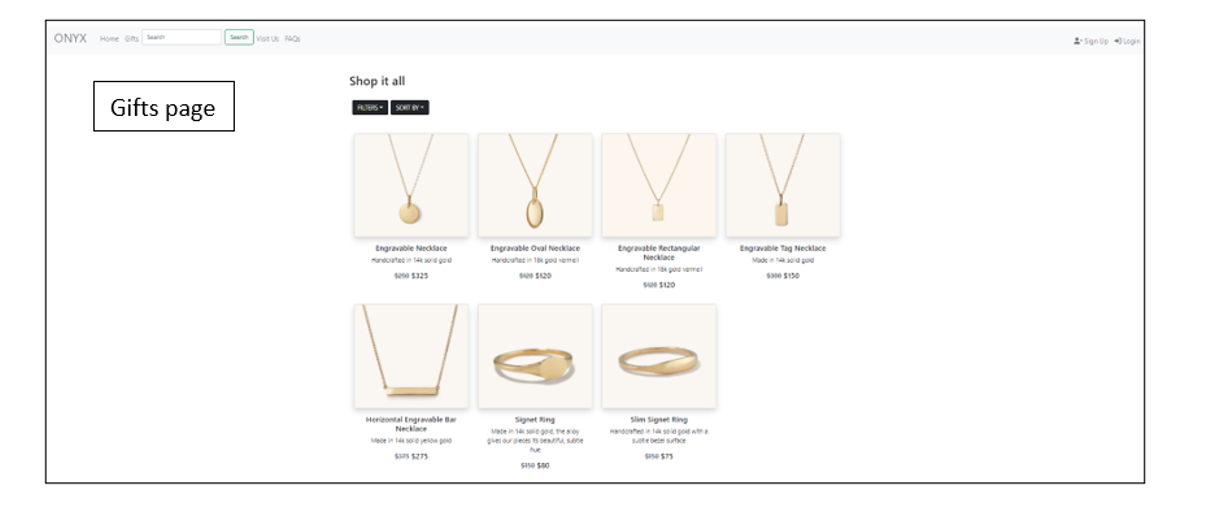 ONYX Home Gifts Search Search Visit Us FAQs Sign Up Login
Gifts page
Shop it all
FILTERS SORT BY
Engravable Necklace
Handcrafted in 14k solid gold
$325
Engravable Oval Necklace
Handcrafted in 18k gold vermeil
$120
Engravable Rectangular
Necklace
Handcrafted in 18k gold vermeil
$120
Engravable Tag Necklace
Made in 14k solid gold
$300 $150
Horizontal Engravable Bar
Necklace
Made in 14k solid yellow gold
$375 $275
Signet Ring
Made in 14k solid gold, the alloy
gives our pieces its beautiful, subtle
hue
$150 $80
Slim Signet Ring
Handcrafted in 14k solid gold with a
subtle bezel surface
$150 $75